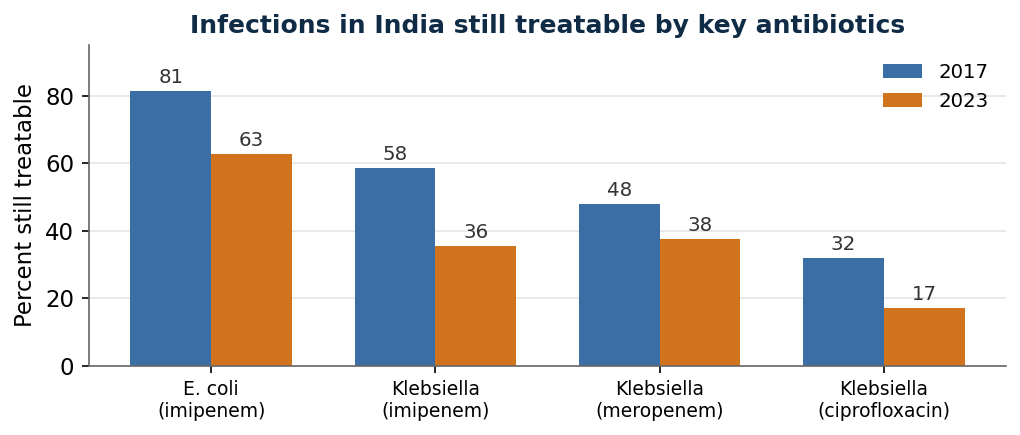 Infections in India still treatable by key antibiotics
2017
2023
Percent still treatable
80
60
40
20
0
81
63
58
36
48
38
32
17
E. coli
(imipenem)
Klebsiella
(imipenem)
Klebsiella
(meropenem)
Klebsiella
(ciprofloxacin)